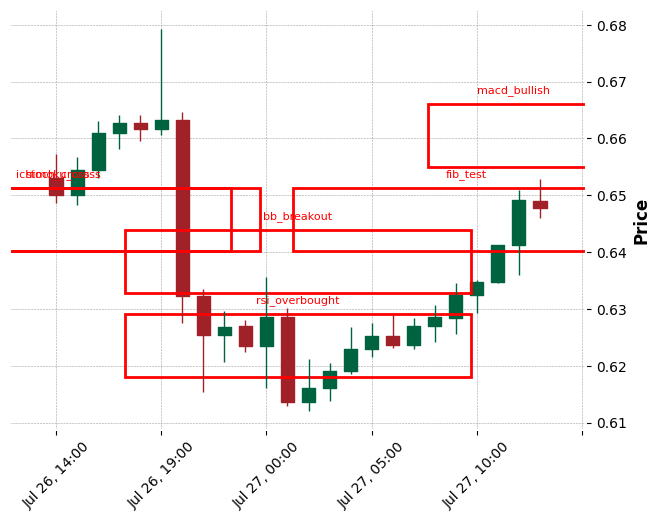 0.68
macd_bullish
0.67
0.66
fib_test
0.65
bb_breakout
Price
0.64
rsi_overbought
0.63
0.62
0.61
Jul 26, 14:00
Jul 26, 19:00
Jul 27, 00:00
Jul 27, 05:00
Jul 27, 10:00